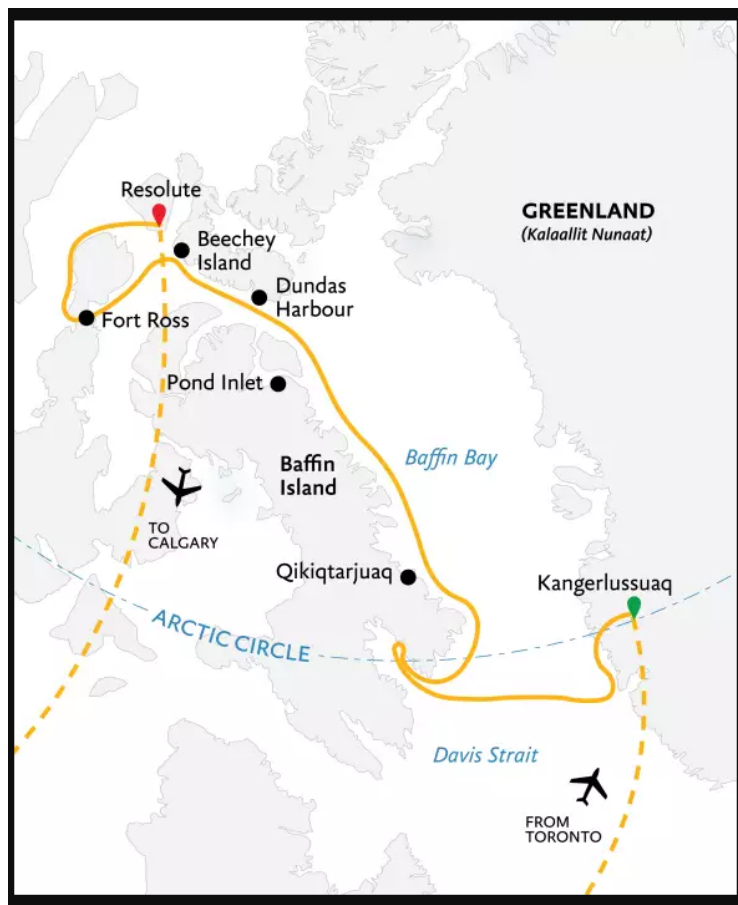 Resolute
GREENLAND
(Kalaallit Nunaat)
Beechey
Island
Dundas
Harbour
Fort Ross
Pond Inlet
Baffin Bay
Baffin
Island
TO
CALGARY
Qikiqtarjuaq
Kangerlussuaq
ARCTIC CIRCLE
Davis Strait
FROM
TORONTO